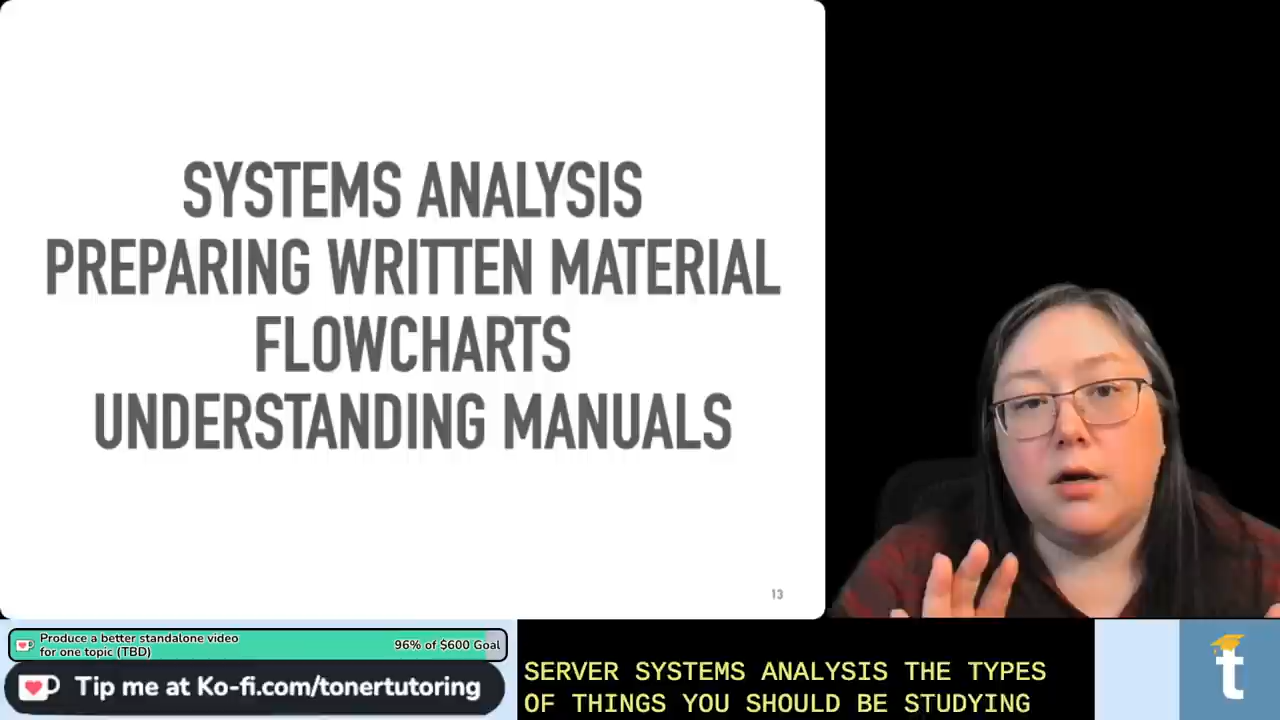 SYSTEMS ANALYSIS
PREPARING WRITTEN MATERIAL
FLOWCHARTS
UNDERSTANDING MANUALS
13
Produce a better standalone video
for one topic (TBD)
96% of $600 Goal
Tip me at Ko-fi.com/tonertutoring
SERVER SYSTEMS ANALYSIS THE TYPES
OF THINGS YOU SHOULD BE STUDYING
t